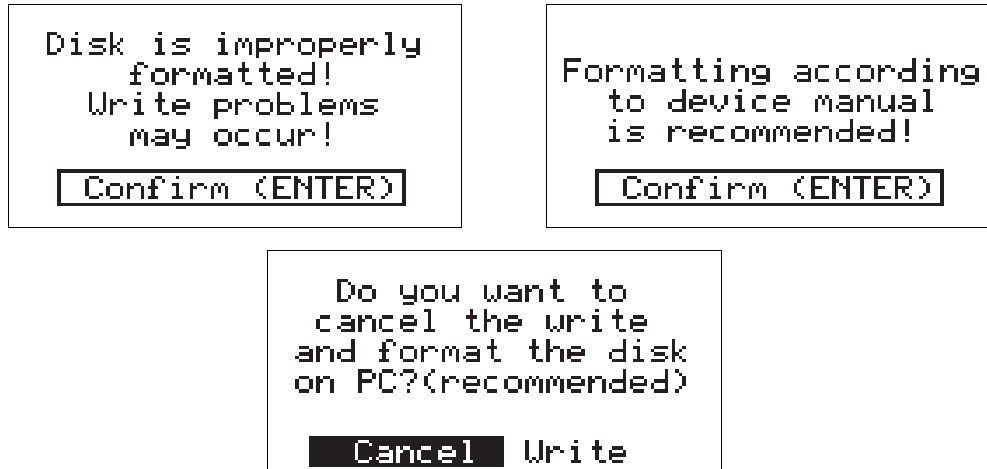 Disk is improperly
formatted!
Write problems
may occur!
Confirm (ENTER)
Formatting according
to device manual
is recommended!
Confirm (ENTER)
Do you want to
cancel the write
and format the disk
on PC?(recommended)
Cancel Write